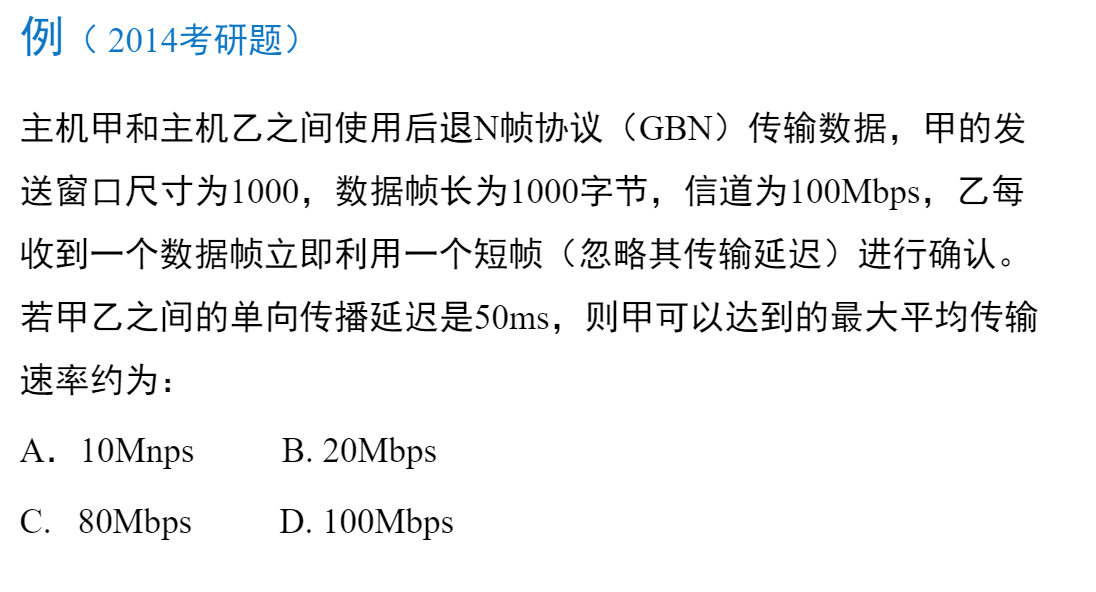 例（ 2014考研题）
主机甲和主机乙之间使用后退N帧协议（GBN）传输数据，甲的发
送窗口尺寸为1000，数据帧长为1000字节，信道为100Mbps，乙每
收到一个数据帧立即利用一个短帧（忽略其传输延迟）进行确认。
若甲乙之间的单向传播延迟是50ms，则甲可以达到的最大平均传输
速率约为：
A． 10Mnps B. 20Mbps
C. 80Mbps D. 100Mbps